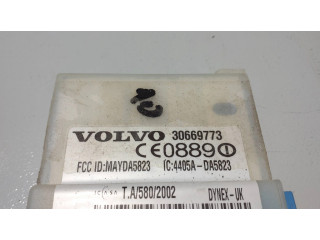 VOLVO 30669773
CE0889
FCC ID:MAYDA5823 IC:4405A-DA5823
T.A/580/2002 DYNEX-UK